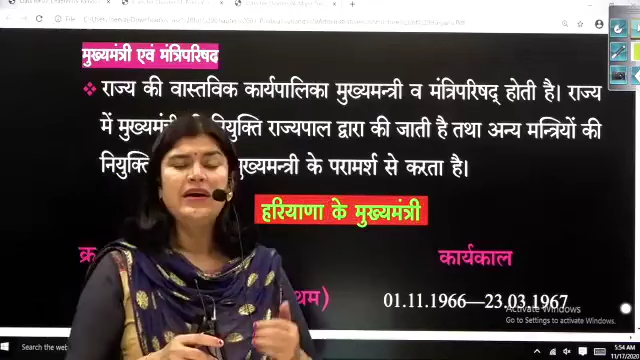 मुख्यमंत्री एवं मंत्रिपरिषद
❖ राज्य की वास्तविक कार्यपालिका मुख्यमन्त्री व मंत्रिपरिषद् होती है। राज्य
में मुख्यमंत्री नियुक्ति राज्यपाल द्वारा की जाती है तथा अन्य मन्त्रियों की
नियुक्ति मुख्यमन्त्री के परामर्श से करता है।
हरियाणा के मुख्यमंत्री
कार्यकाल
01.11.1966—23.03.1967
Activate Windows
Go to Settings to activate Windows.
Search the web
5:54 AM
11/17/2020